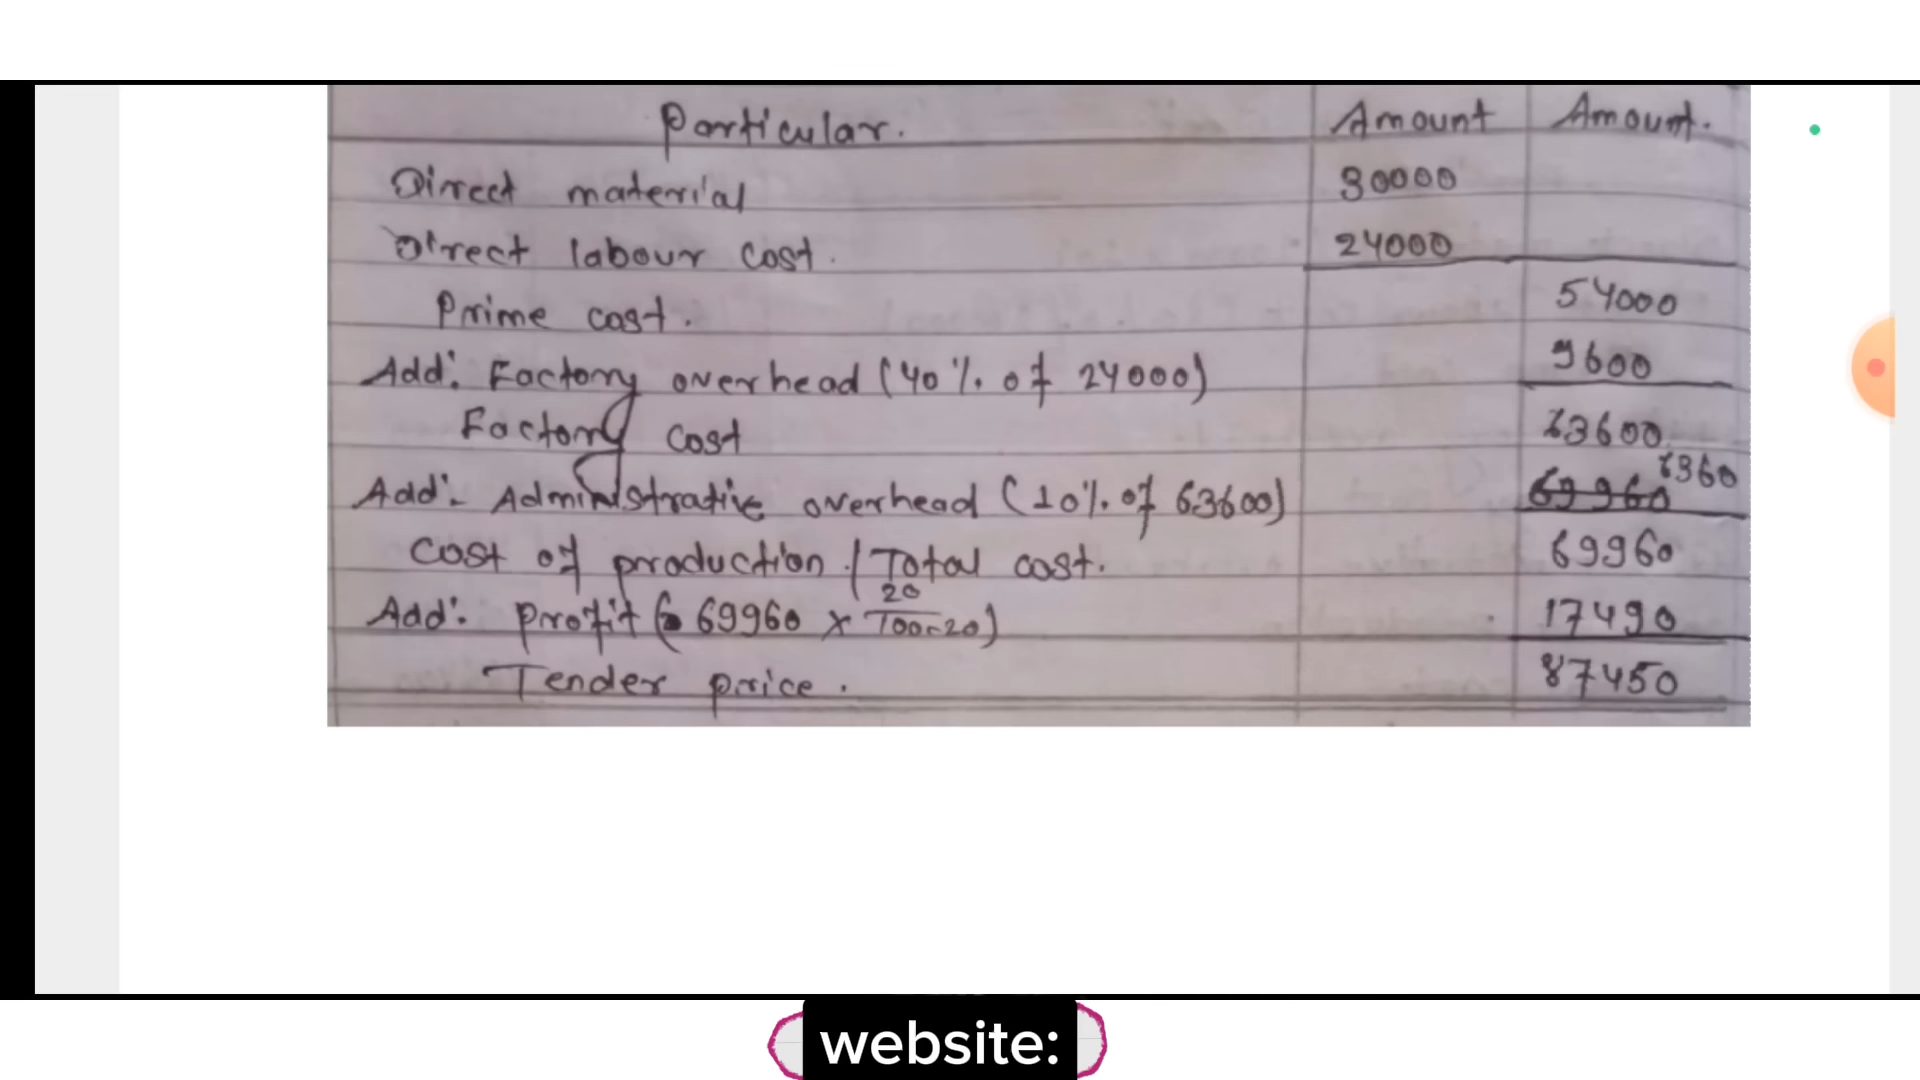 Particular. Amount Amount.
Direct material 30000
Direct labour cost. 24000
Prime cost. 54000
Add: Factory overhead (40% of 24000) 9600
Factory cost 63600
Add:- Administrative overhead (10% of 63600) 69960 6360
Cost of production / Total cost. 69960
Add: Profit (69960 × 20/100-20) 17490
Tender price. 87450
website: